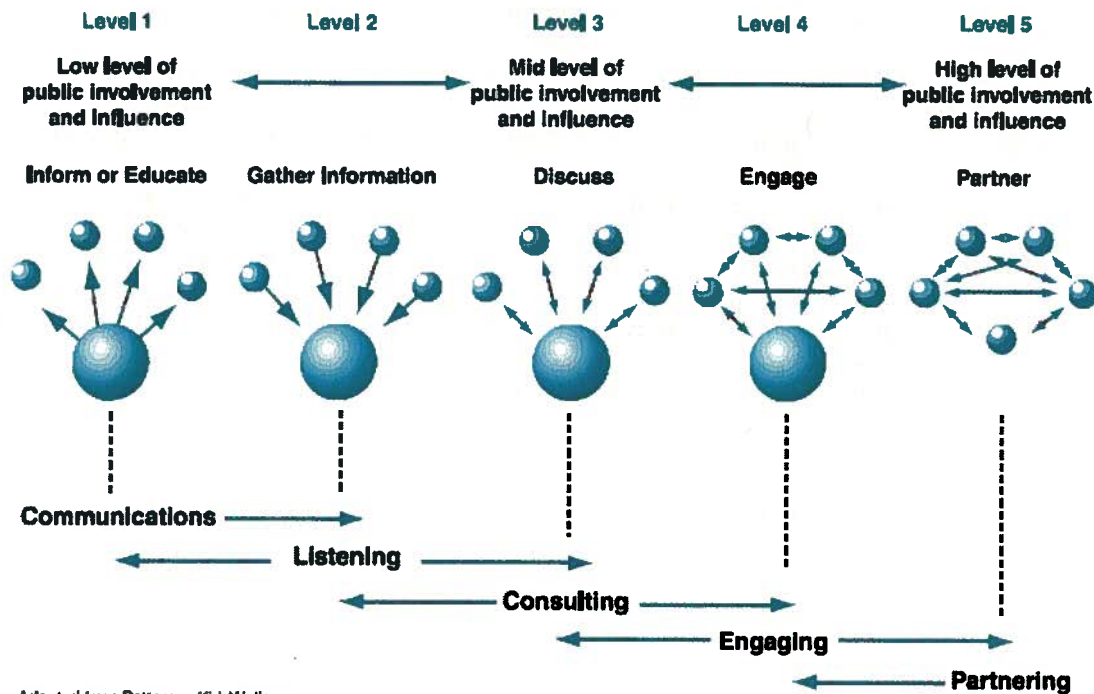 Level 1
Level 2
Level 3
Level 4
Level 5
Low level of
public involvement
and influence
Mid level of
public involvement
and influence
High level of
public involvement
and influence
Inform or Educate
Gather Information
Discuss
Engage
Partner
Communications
Listening
Consulting
Engaging
Partnering